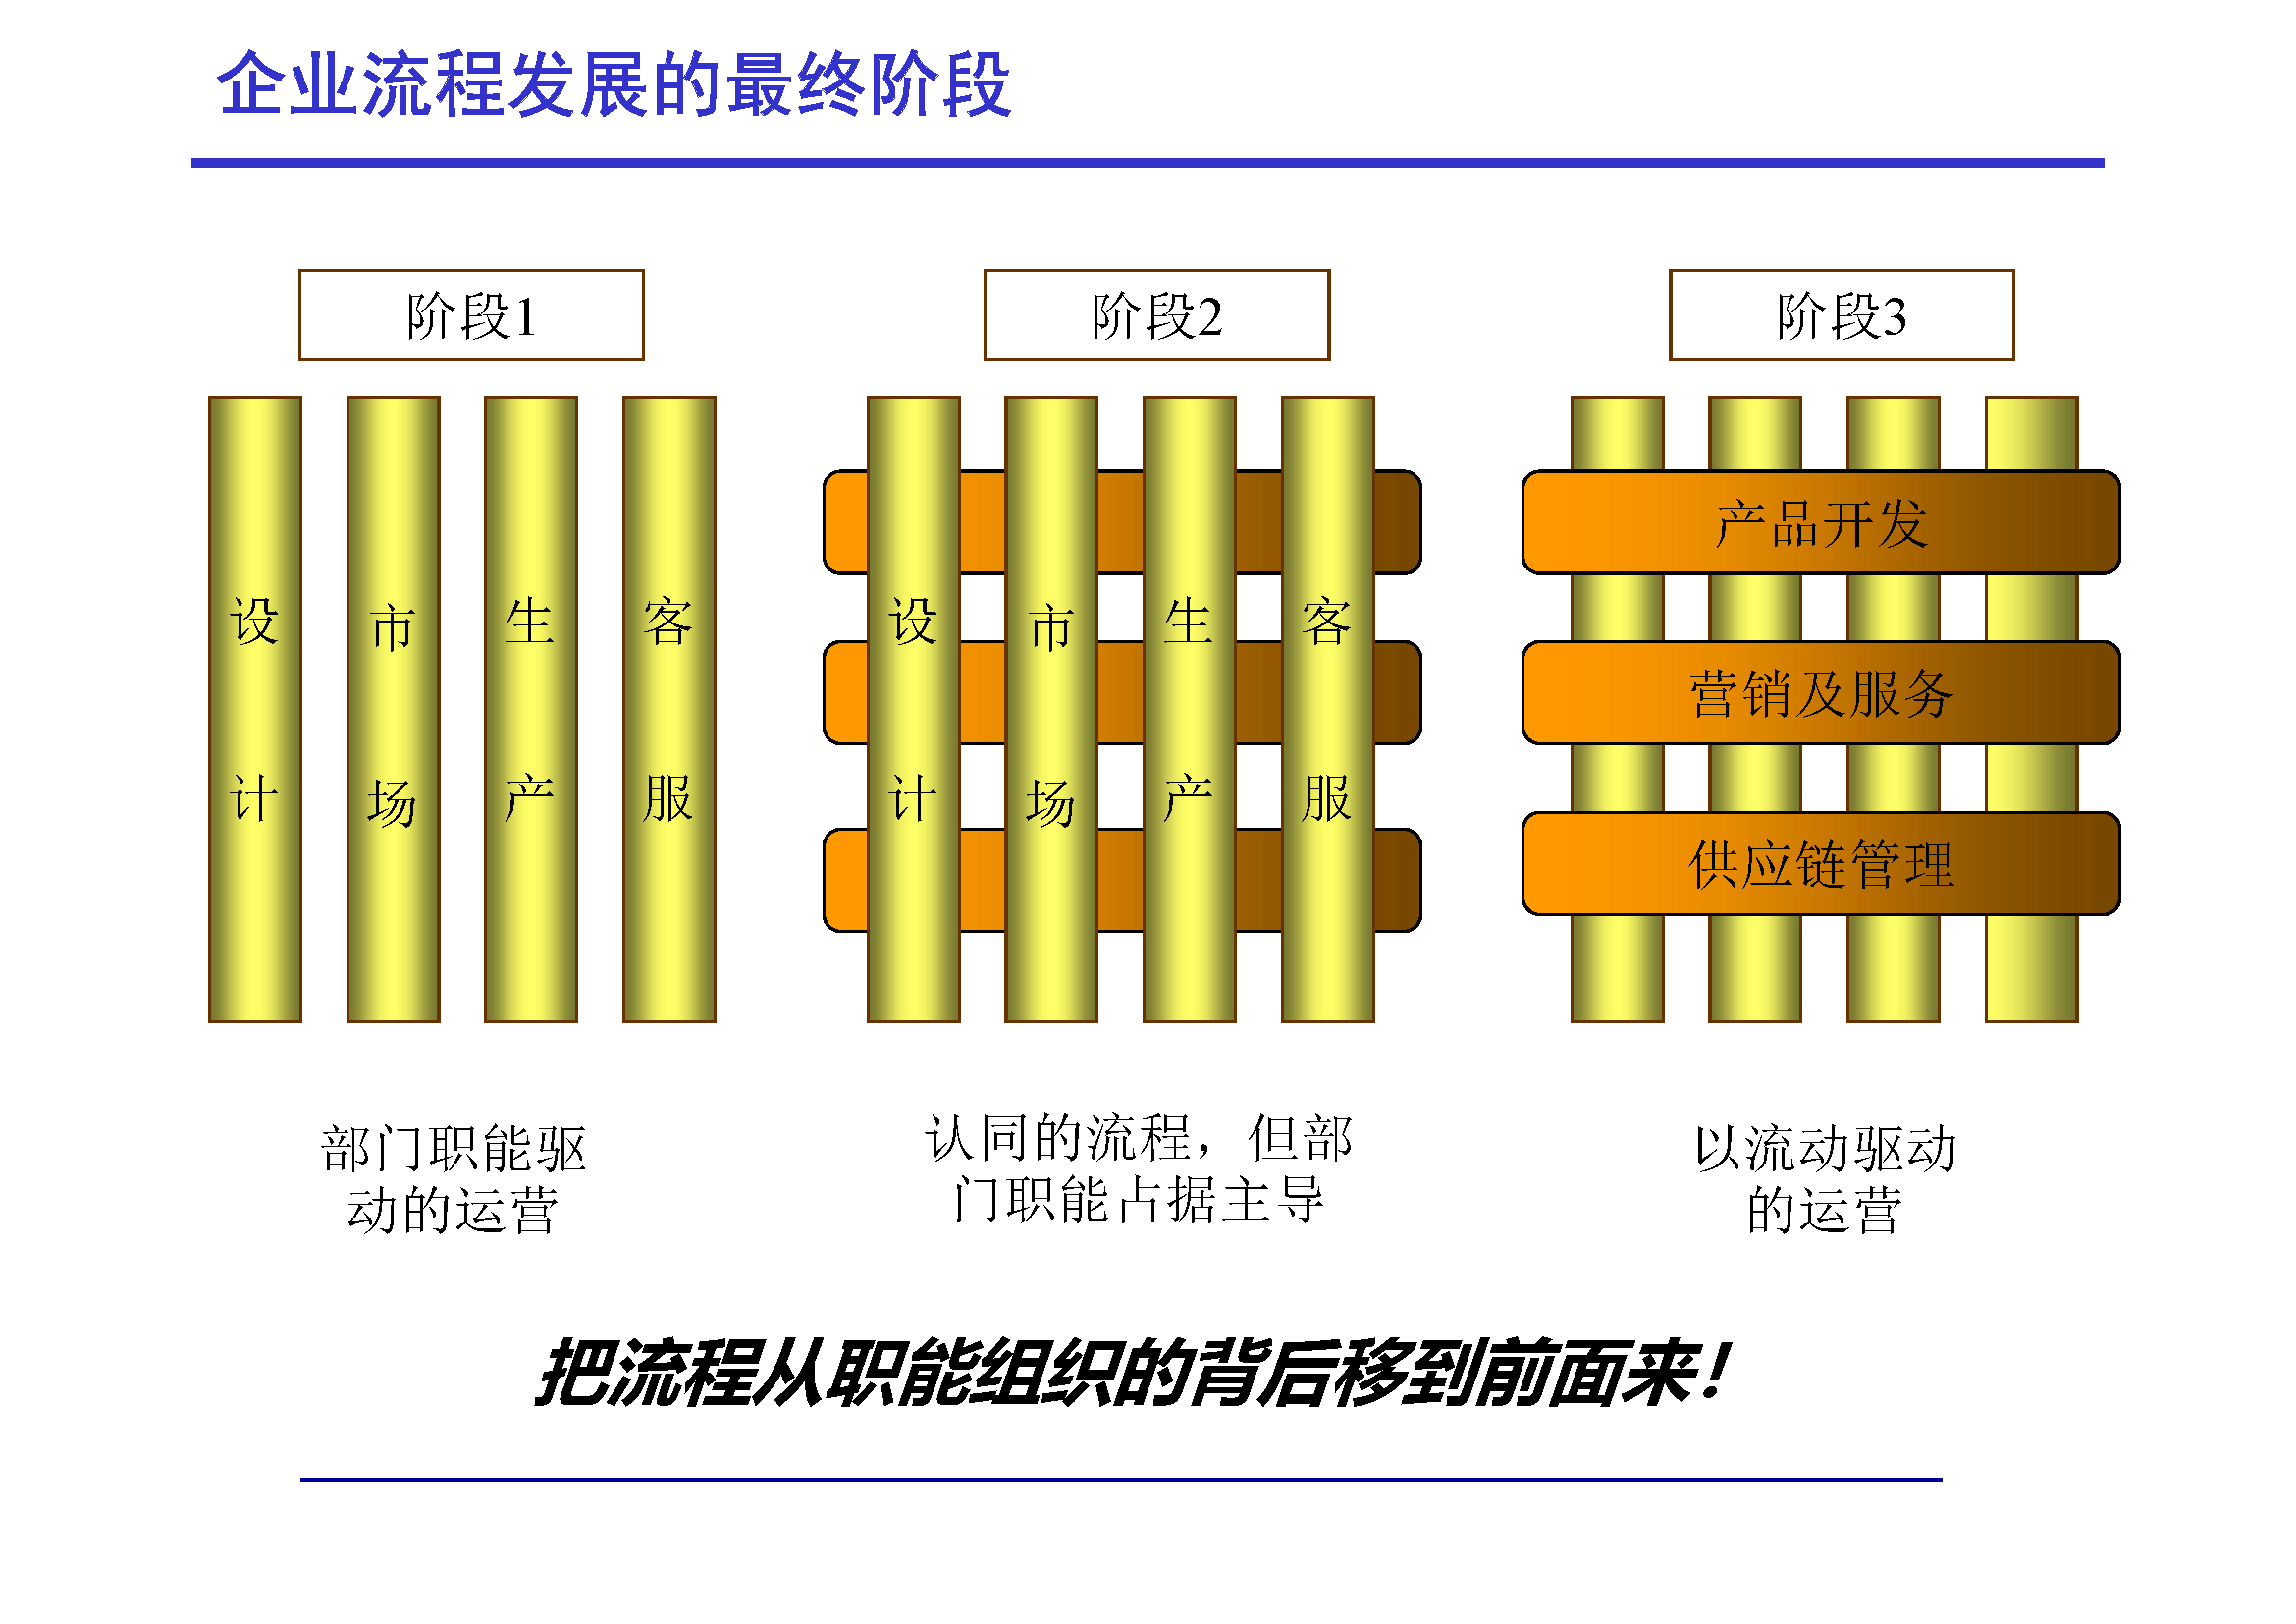 企业流程发展的最终阶段
阶段1
阶段2
阶段3
设计
市场
生产
客服
设计
市场
生产
客服
产品开发
营销及服务
供应链管理
部门职能驱
动的运营
认同的流程，但部
门职能占据主导
以流动驱动
的运营
把流程从职能组织的背后移到前面来！